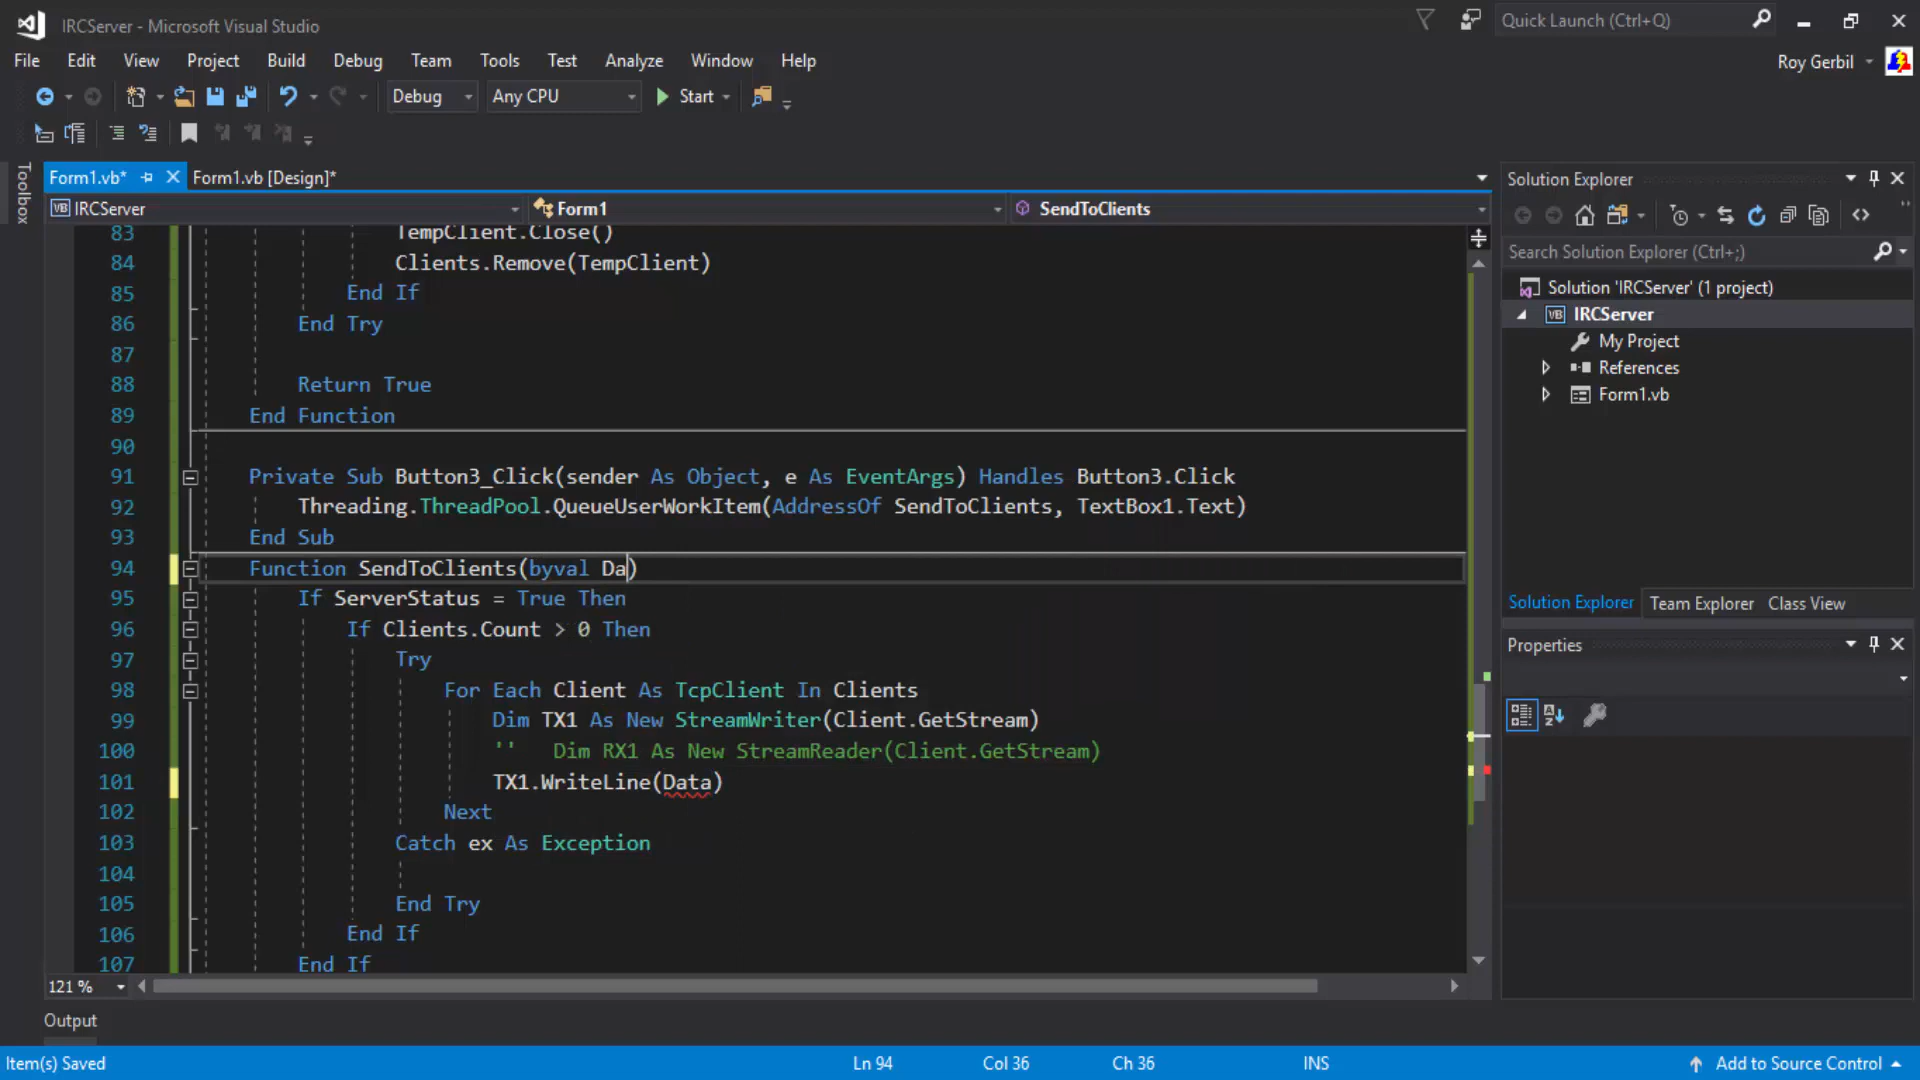 IRCServer - Microsoft Visual Studio
Quick Launch (Ctrl+Q)
File Edit View Project Build Debug Team Tools Test Analyze Window Help
Roy Gerbil
Debug Any CPU Start
Toolbox
Form1.vb* Form1.vb [Design]*
VB IRCServer Form1 SendToClients
83 TempClient.Close()
84 Clients.Remove(TempClient)
85 End If
86 End Try
87
88 Return True
89 End Function
90
91 Private Sub Button3_Click(sender As Object, e As EventArgs) Handles Button3.Click
92 Threading.ThreadPool.QueueUserWorkItem(AddressOf SendToClients, TextBox1.Text)
93 End Sub
94 Function SendToClients(byval Da)
95 If ServerStatus = True Then
96 If Clients.Count > 0 Then
97 Try
98 For Each Client As TcpClient In Clients
99 Dim TX1 As New StreamWriter(Client.GetStream)
100 '' Dim RX1 As New StreamReader(Client.GetStream)
101 TX1.WriteLine(Data)
102 Next
103 Catch ex As Exception
104
105 End Try
106 End If
107 End If
121 %
Output
Solution Explorer
Search Solution Explorer (Ctrl+;)
Solution 'IRCServer' (1 project)
VB IRCServer
My Project
References
Form1.vb
Solution Explorer Team Explorer Class View
Properties
Item(s) Saved Ln 94 Col 36 Ch 36 INS Add to Source Control